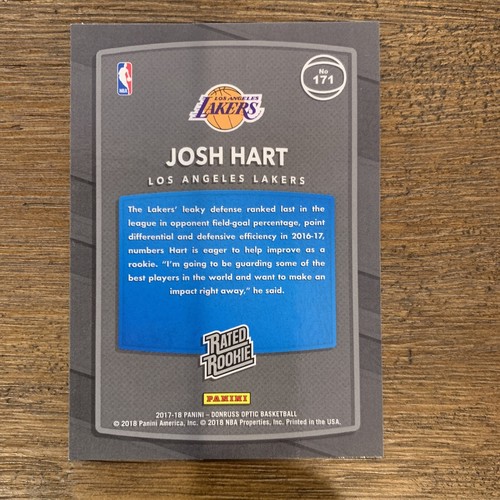 NBA
LOS ANGELES
LAKERS
No
171
JOSH HART
LOS ANGELES LAKERS
The Lakers' leaky defense ranked last in the
league in opponent field-goal percentage, point
differential and defensive efficiency in 2016-17,
numbers Hart is eager to help improve as a
rookie. "I'm going to be guarding some of the
best players in the world and want to make an
impact right away," he said.
RATED
ROOKIE
PANINI
2017-18 PANINI – DONRUSS OPTIC BASKETBALL
© 2018 Panini America, Inc. © 2018 NBA Properties, Inc. Printed in the USA.